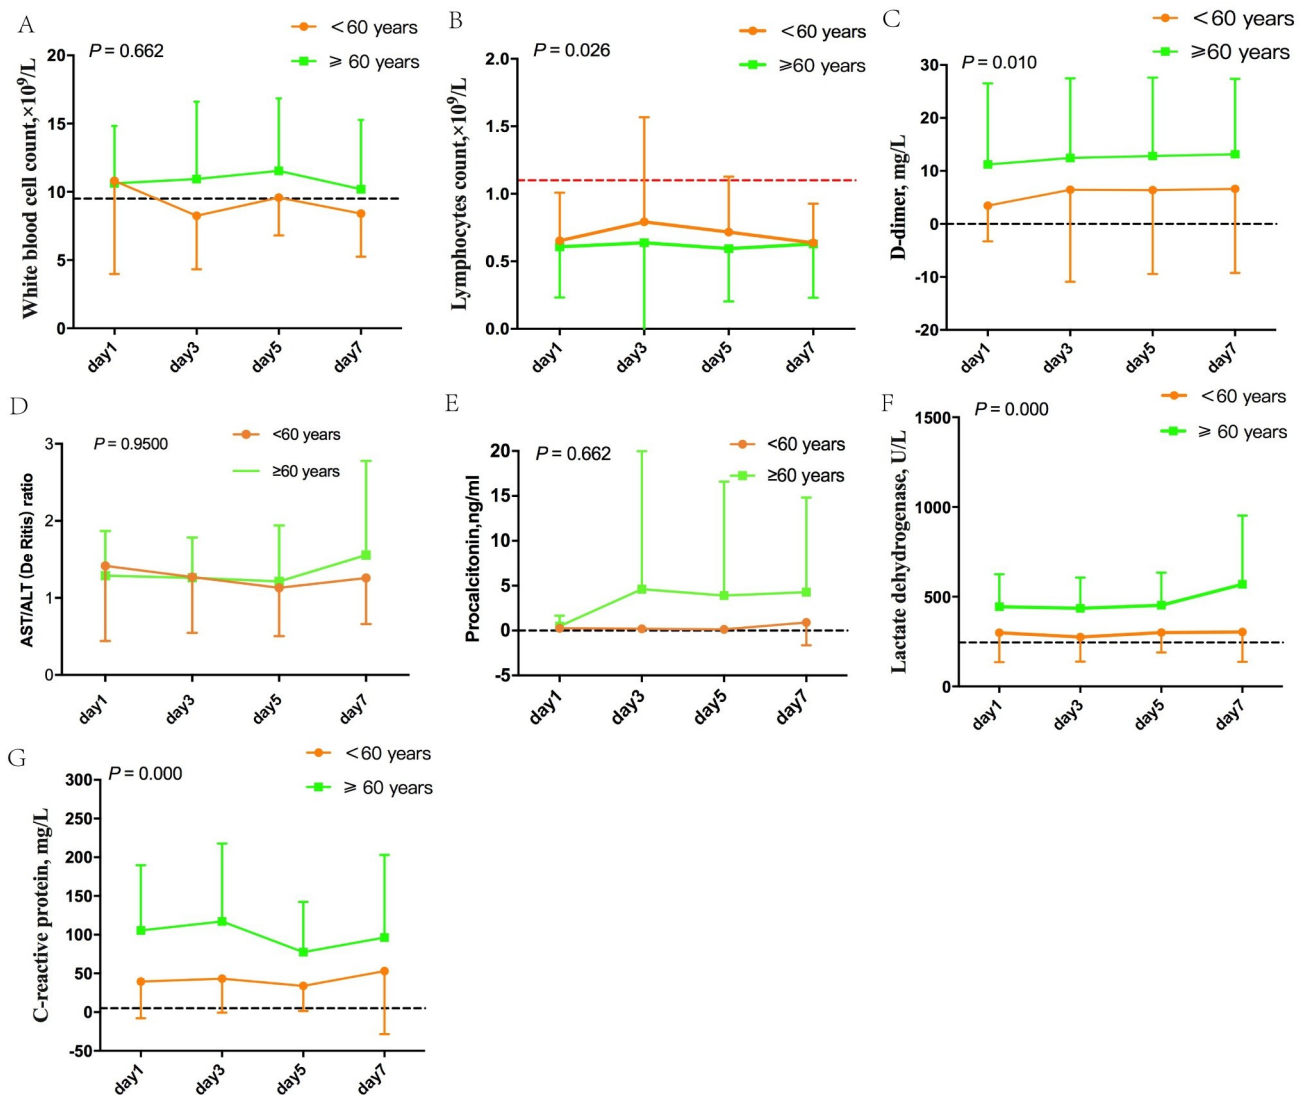 A
P = 0.662
<60 years
≥ 60 years
White blood cell count,×10⁹/L
20
15
10
5
0
day1
day3
day5
day7
B
P = 0.026
<60 years
≥60 years
Lymphocytes count,×10⁹/L
2.0
1.5
1.0
0.5
0.0
day1
day3
day5
day7
C
P = 0.010
<60 years
≥60 years
D-dimer, mg/L
30
20
10
0
-10
-20
day1
day3
day5
day7
D
P = 0.9500
<60 years
≥60 years
AST/ALT (De Ritis) ratio
3
2
1
0
day1
day3
day5
day7
E
P = 0.662
<60 years
≥60 years
Procalcitonin,ng/ml
20
15
10
5
0
-5
day1
day3
day5
day7
F
P = 0.000
<60 years
≥ 60 years
Lactate dehydrogenase, U/L
1500
1000
500
0
day1
day3
day5
day7
G
P = 0.000
<60 years
≥ 60 years
C-reactive protein, mg/L
300
250
200
150
100
50
0
-50
day1
day3
day5
day7